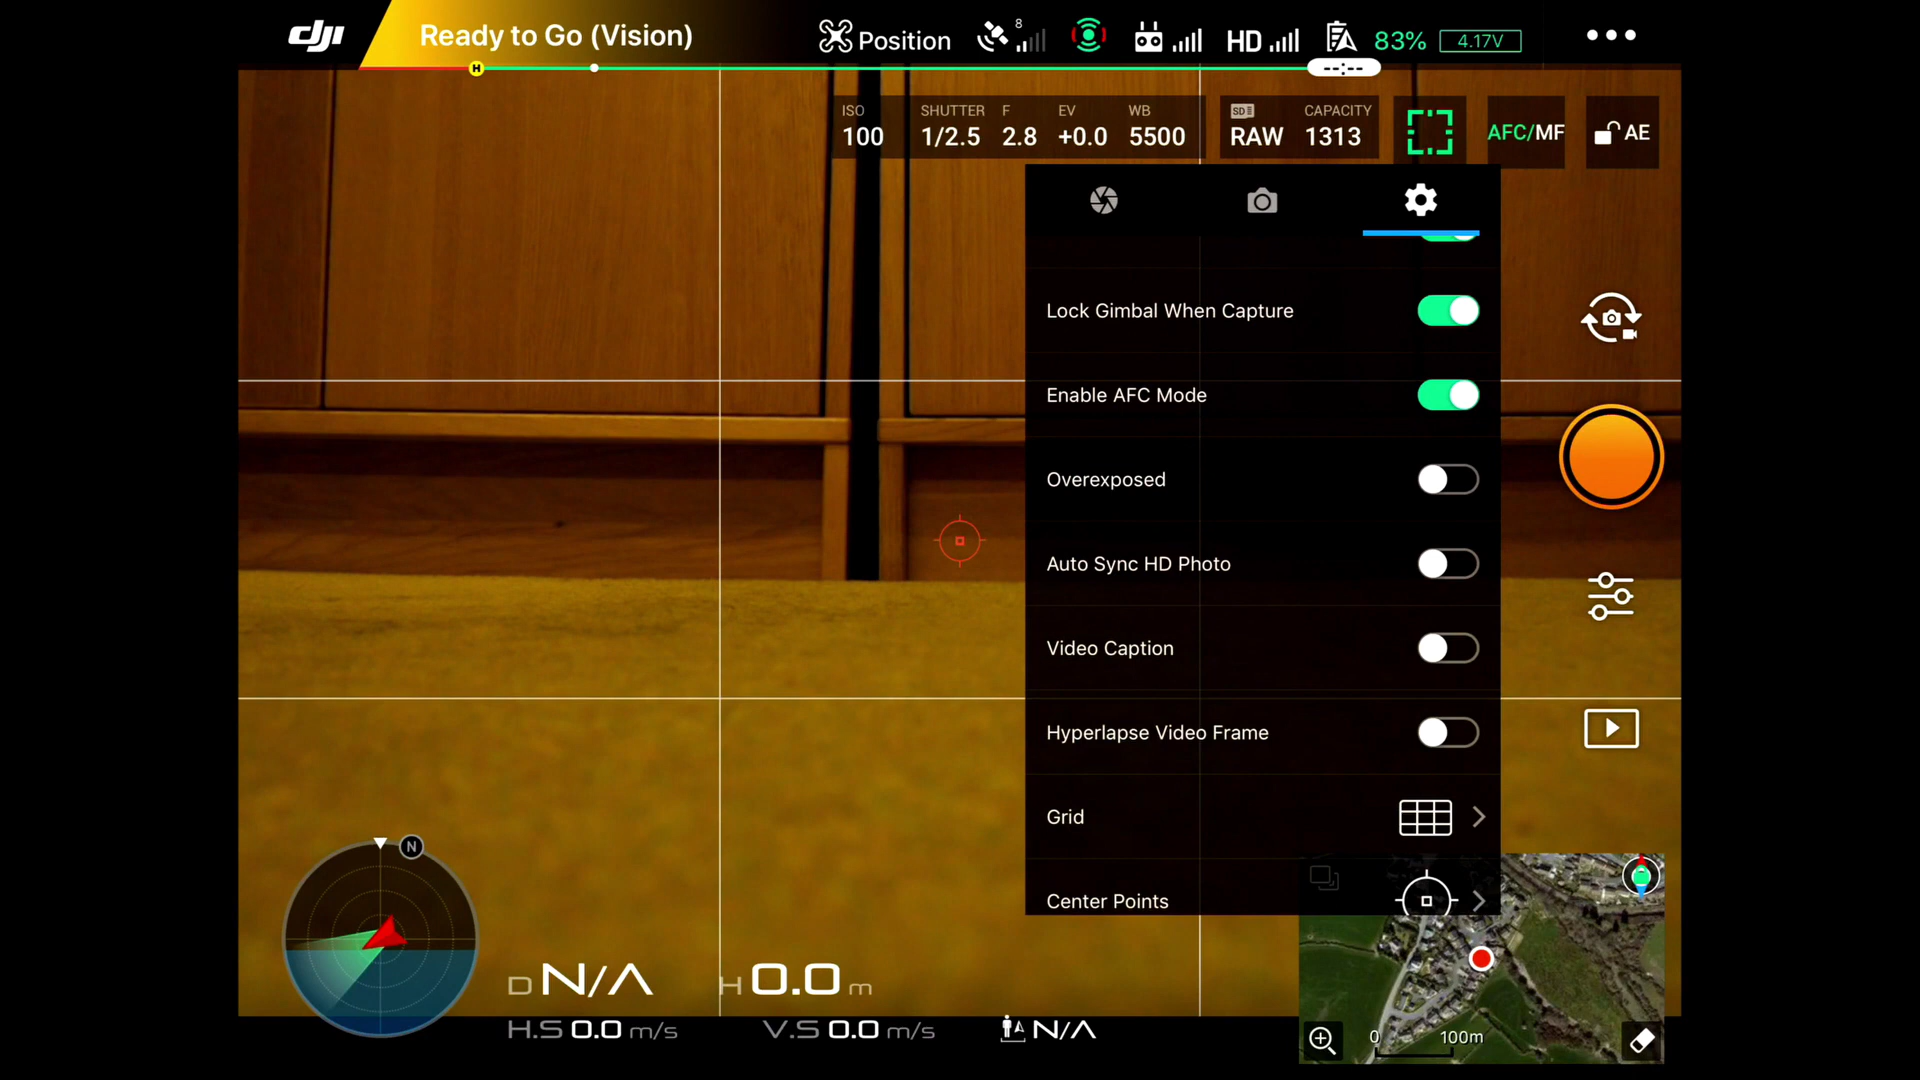 dji Ready to Go (Vision) Position 8 HD 83% 4.17V
H --:--
ISO SHUTTER F EV WB SD CAPACITY
100 1/2.5 2.8 +0.0 5500 RAW 1313 AFC/MF AE
Lock Gimbal When Capture
Enable AFC Mode
Overexposed
Auto Sync HD Photo
Video Caption
Hyperlapse Video Frame
Grid
Center Points
N
D N/A H 0.0 m
H.S 0.0 m/s V.S 0.0 m/s N/A
0 100m